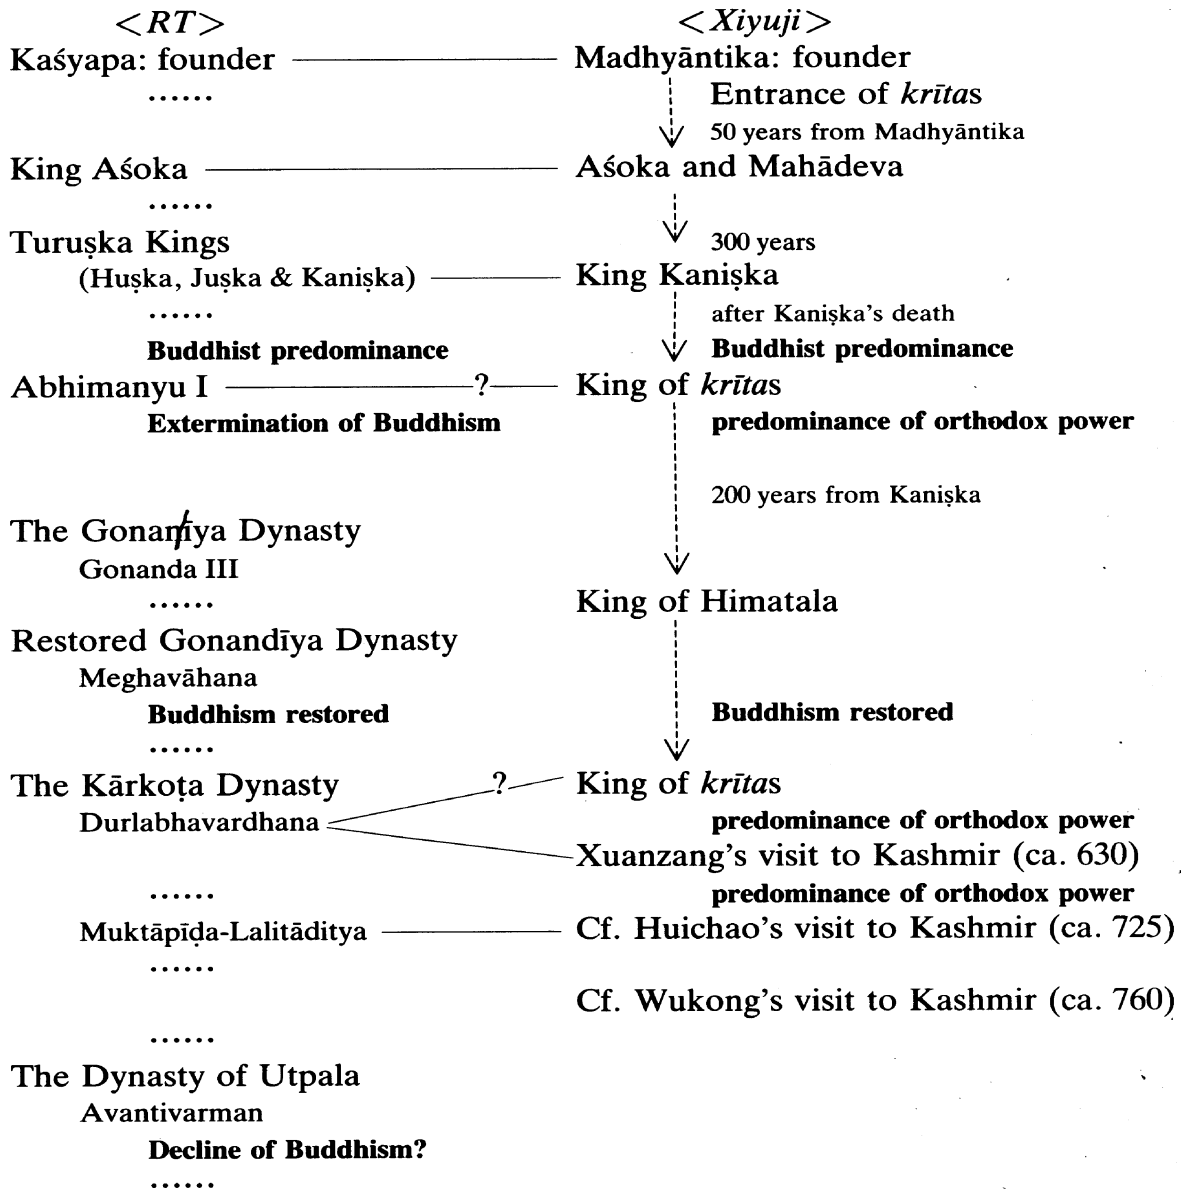 <RT> <Xiyuji>
Kaśyapa: founder Madhyāntika: founder
...... Entrance of krītas
50 years from Madhyāntika
King Aśoka Aśoka and Mahādeva
......
Turuṣka Kings 300 years
(Huṣka, Juṣka & Kaniṣka) King Kaniṣka
...... after Kaniṣka's death
Buddhist predominance Buddhist predominance
Abhimanyu I ? King of krītas
Extermination of Buddhism predominance of orthodox power
200 years from Kaniṣka
The Dynasty
Gonanda III
...... King of Himatala
Restored Gonandīya Dynasty
Meghavāhana
Buddhism restored Buddhism restored
......
The Kārkoṭa Dynasty ? King of krītas
Durlabhavardhana predominance of orthodox power
Xuanzang's visit to Kashmir (ca. 630)
...... predominance of orthodox power
Muktāpīḍa-Lalitāditya Cf. Huichao's visit to Kashmir (ca. 725)
......
Cf. Wukong's visit to Kashmir (ca. 760)
......
The Dynasty of Utpala
Avantivarman
Decline of Buddhism?
......